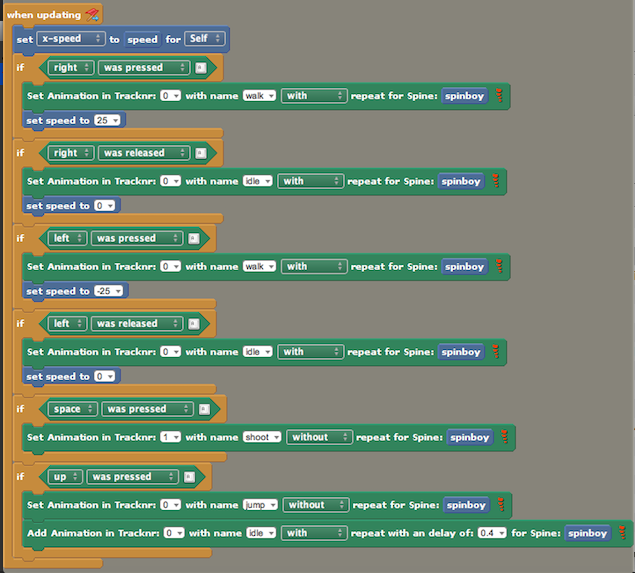 when updating
set x-speed to speed for Self
if right was pressed
Set Animation in Tracknr: 0 with name walk with repeat for Spine: spinboy
set speed to 25
if right was released
Set Animation in Tracknr: 0 with name idle with repeat for Spine: spinboy
set speed to 0
if left was pressed
Set Animation in Tracknr: 0 with name walk with repeat for Spine: spinboy
set speed to -25
if left was released
Set Animation in Tracknr: 0 with name idle with repeat for Spine: spinboy
set speed to 0
if space was pressed
Set Animation in Tracknr: 1 with name shoot without repeat for Spine: spinboy
if up was pressed
Set Animation in Tracknr: 0 with name jump without repeat for Spine: spinboy
Add Animation in Tracknr: 0 with name idle with repeat with an delay of: 0.4 for Spine: spinboy